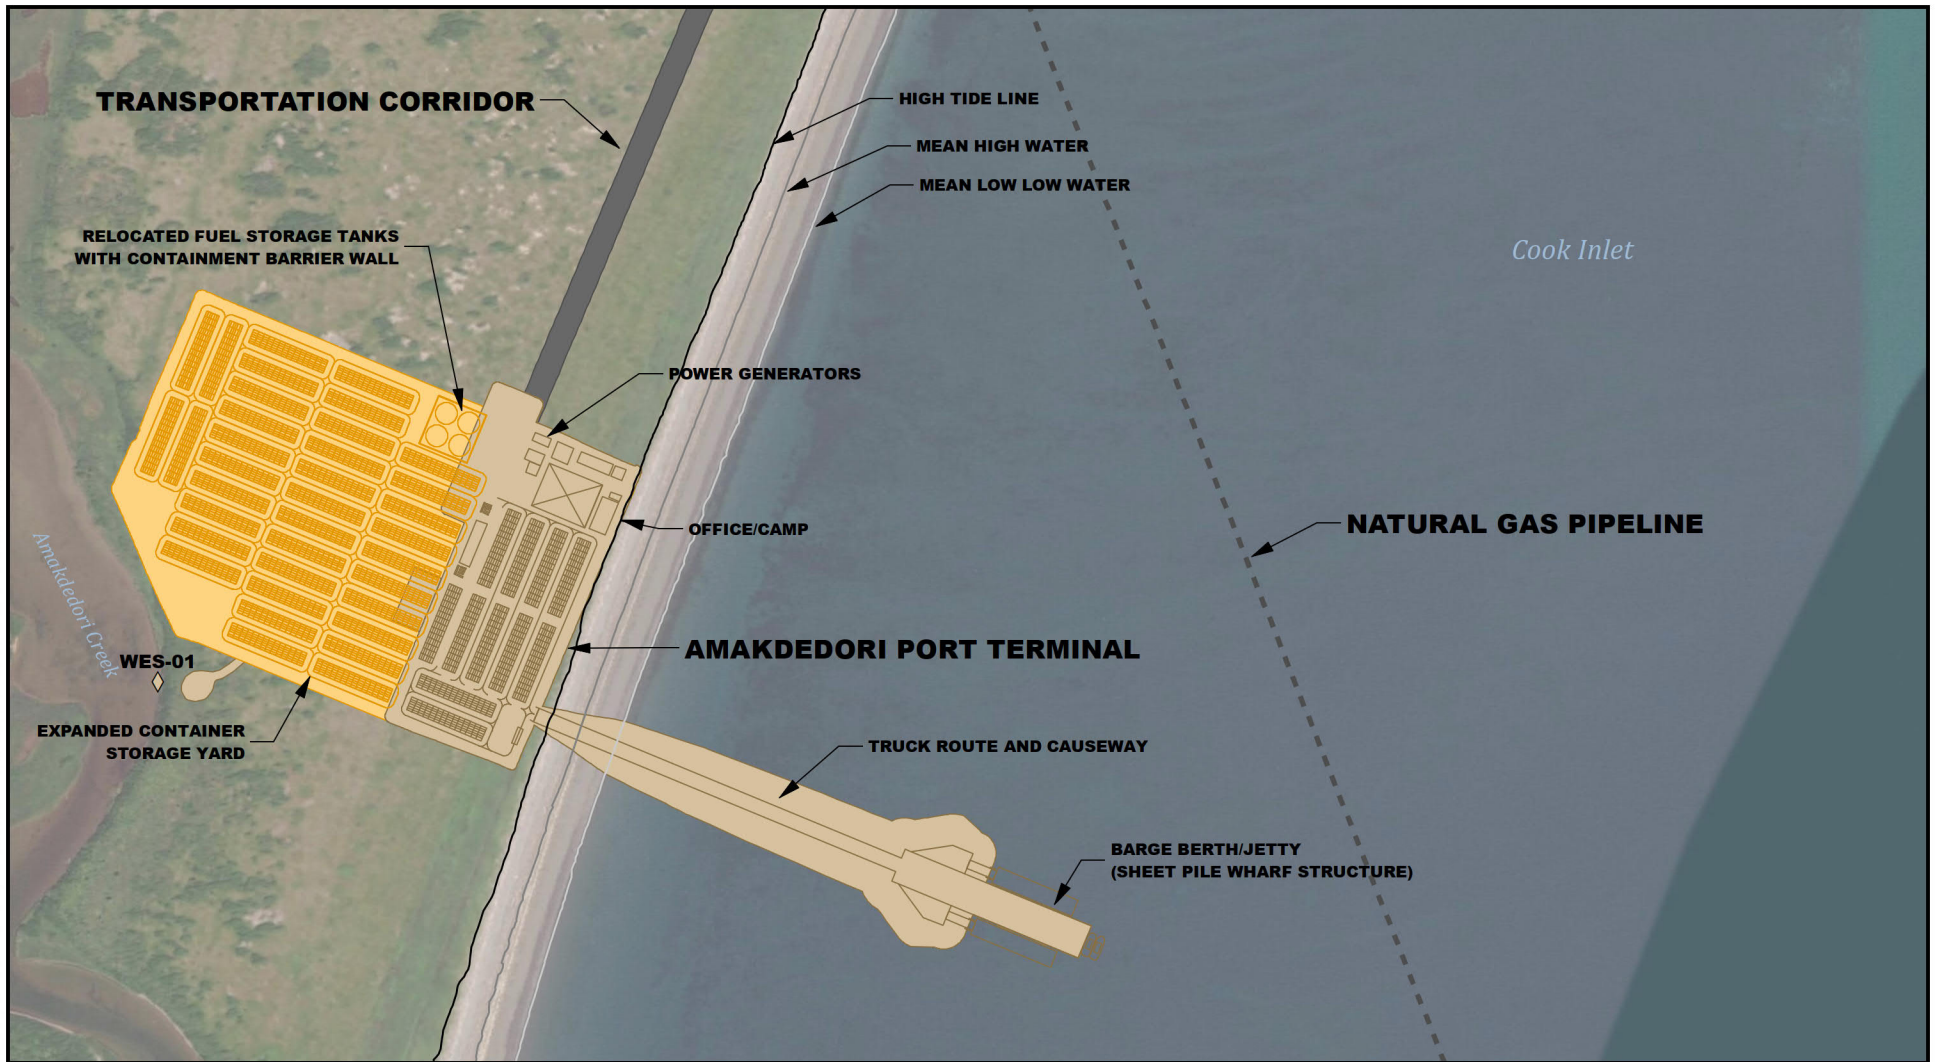 TRANSPORTATION CORRIDOR
HIGH TIDE LINE
MEAN HIGH WATER
MEAN LOW LOW WATER
RELOCATED FUEL STORAGE TANKS
WITH CONTAINMENT BARRIER WALL
Cook Inlet
POWER GENERATORS
OFFICE/CAMP
NATURAL GAS PIPELINE
Amakdedori Creek
AMAKDEDORI PORT TERMINAL
WES-01
EXPANDED CONTAINER
STORAGE YARD
TRUCK ROUTE AND CAUSEWAY
BARGE BERTH/JETTY
(SHEET PILE WHARF STRUCTURE)